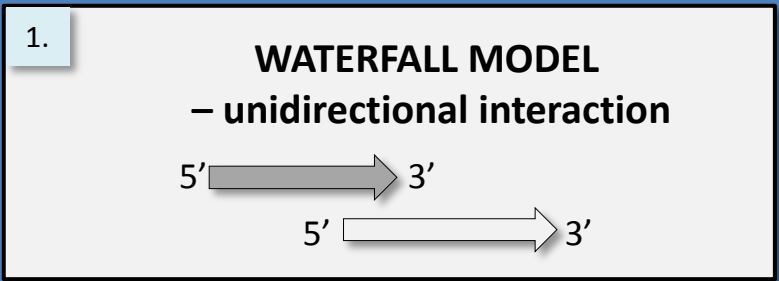 1.
WATERFALL MODEL
– unidirectional interaction
5’ 3’
5’ 3’